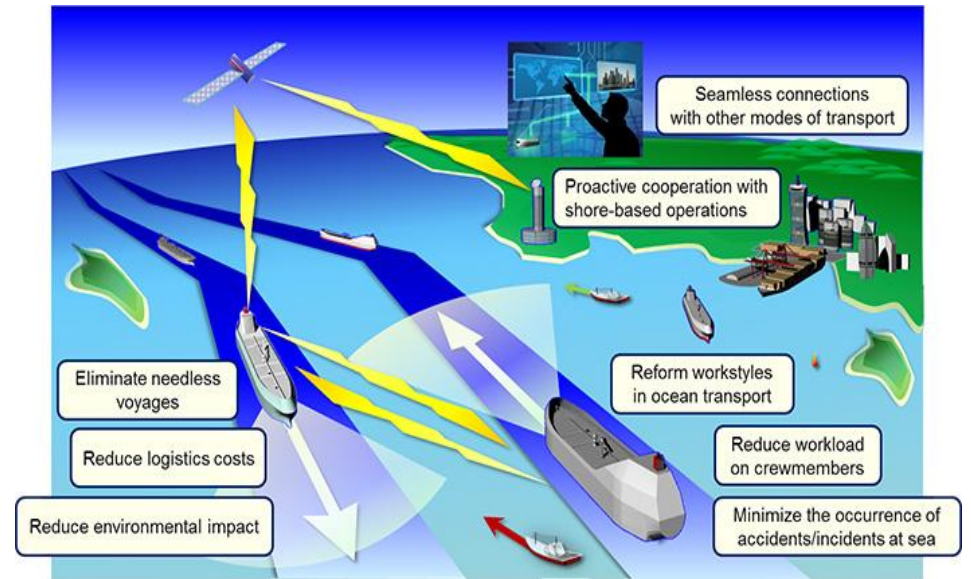 Seamless connections
with other modes of transport
Proactive cooperation with
shore-based operations
Eliminate needless
voyages
Reduce logistics costs
Reduce environmental impact
Reform workstyles
in ocean transport
Reduce workload
on crewmembers
Minimize the occurrence of
accidents/incidents at sea